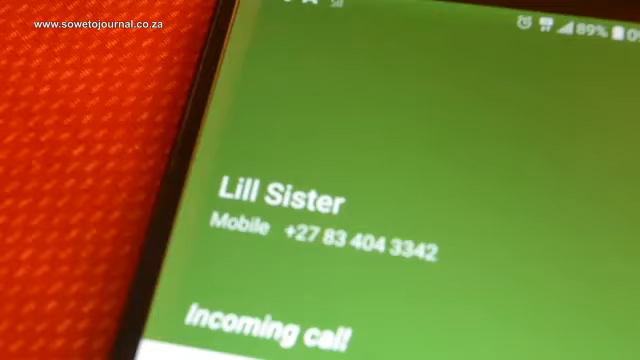 www.sowetojournal.co.za
89%
Lill Sister
Mobile +27 83 404 3342
Incoming call